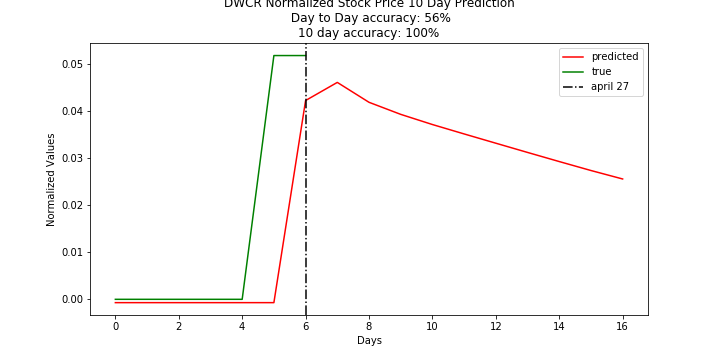 DWCR Normalized Stock Price 10 Day Prediction
Day to Day accuracy: 56%
10 day accuracy: 100%
predicted
true
april 27
Normalized Values
0.05
0.04
0.03
0.02
0.01
0.00
0 2 4 6 8 10 12 14 16
Days